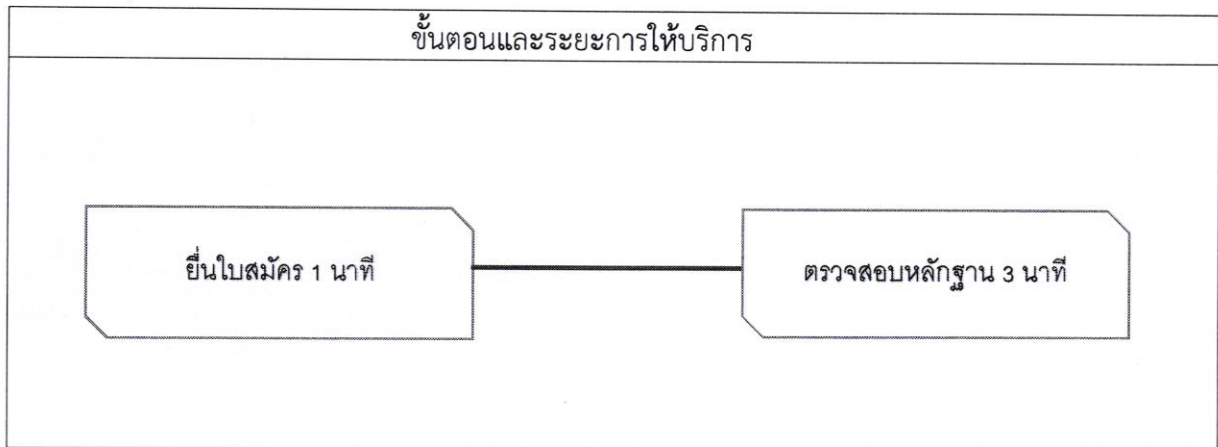 ขั้นตอนและระยะการให้บริการ
ยื่นใบสมัคร 1 นาที
ตรวจสอบหลักฐาน 3 นาที